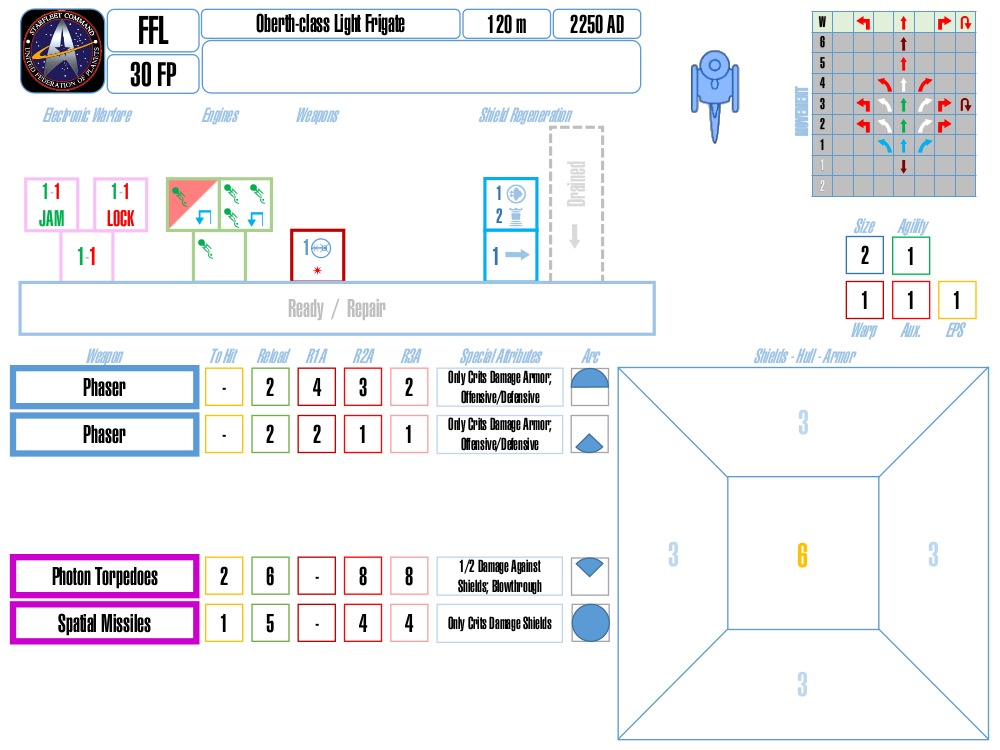 STARFLEET COMMAND
UNITED FEDERATION OF PLANETS
FFL
Oberth-class Light Frigate
120 m
2250 AD
30 FP
Electronic Warfare
Engines
Weapons
Shield Regeneration
Drained
1-1
JAM
1-1
LOCK
1-1
1
1
2
1
Ready / Repair
MOVEMENT
W
6
5
4
3
2
1
1
2
Size
Agility
2
1
1
1
1
Warp
Aux.
EPS
Weapon
To Hit
Reload
R1A
R2A
R3A
Special Attributes
Arc
Phaser
-
2
4
3
2
Only Crits Damage Armor;
Offensive/Defensive
Phaser
-
2
2
1
1
Only Crits Damage Armor;
Offensive/Defensive
Photon Torpedoes
2
6
-
8
8
1/2 Damage Against
Shields; Blowthrough
Spatial Missiles
1
5
-
4
4
Only Crits Damage Shields
Shields - Hull - Armor
3
3
6
3
3